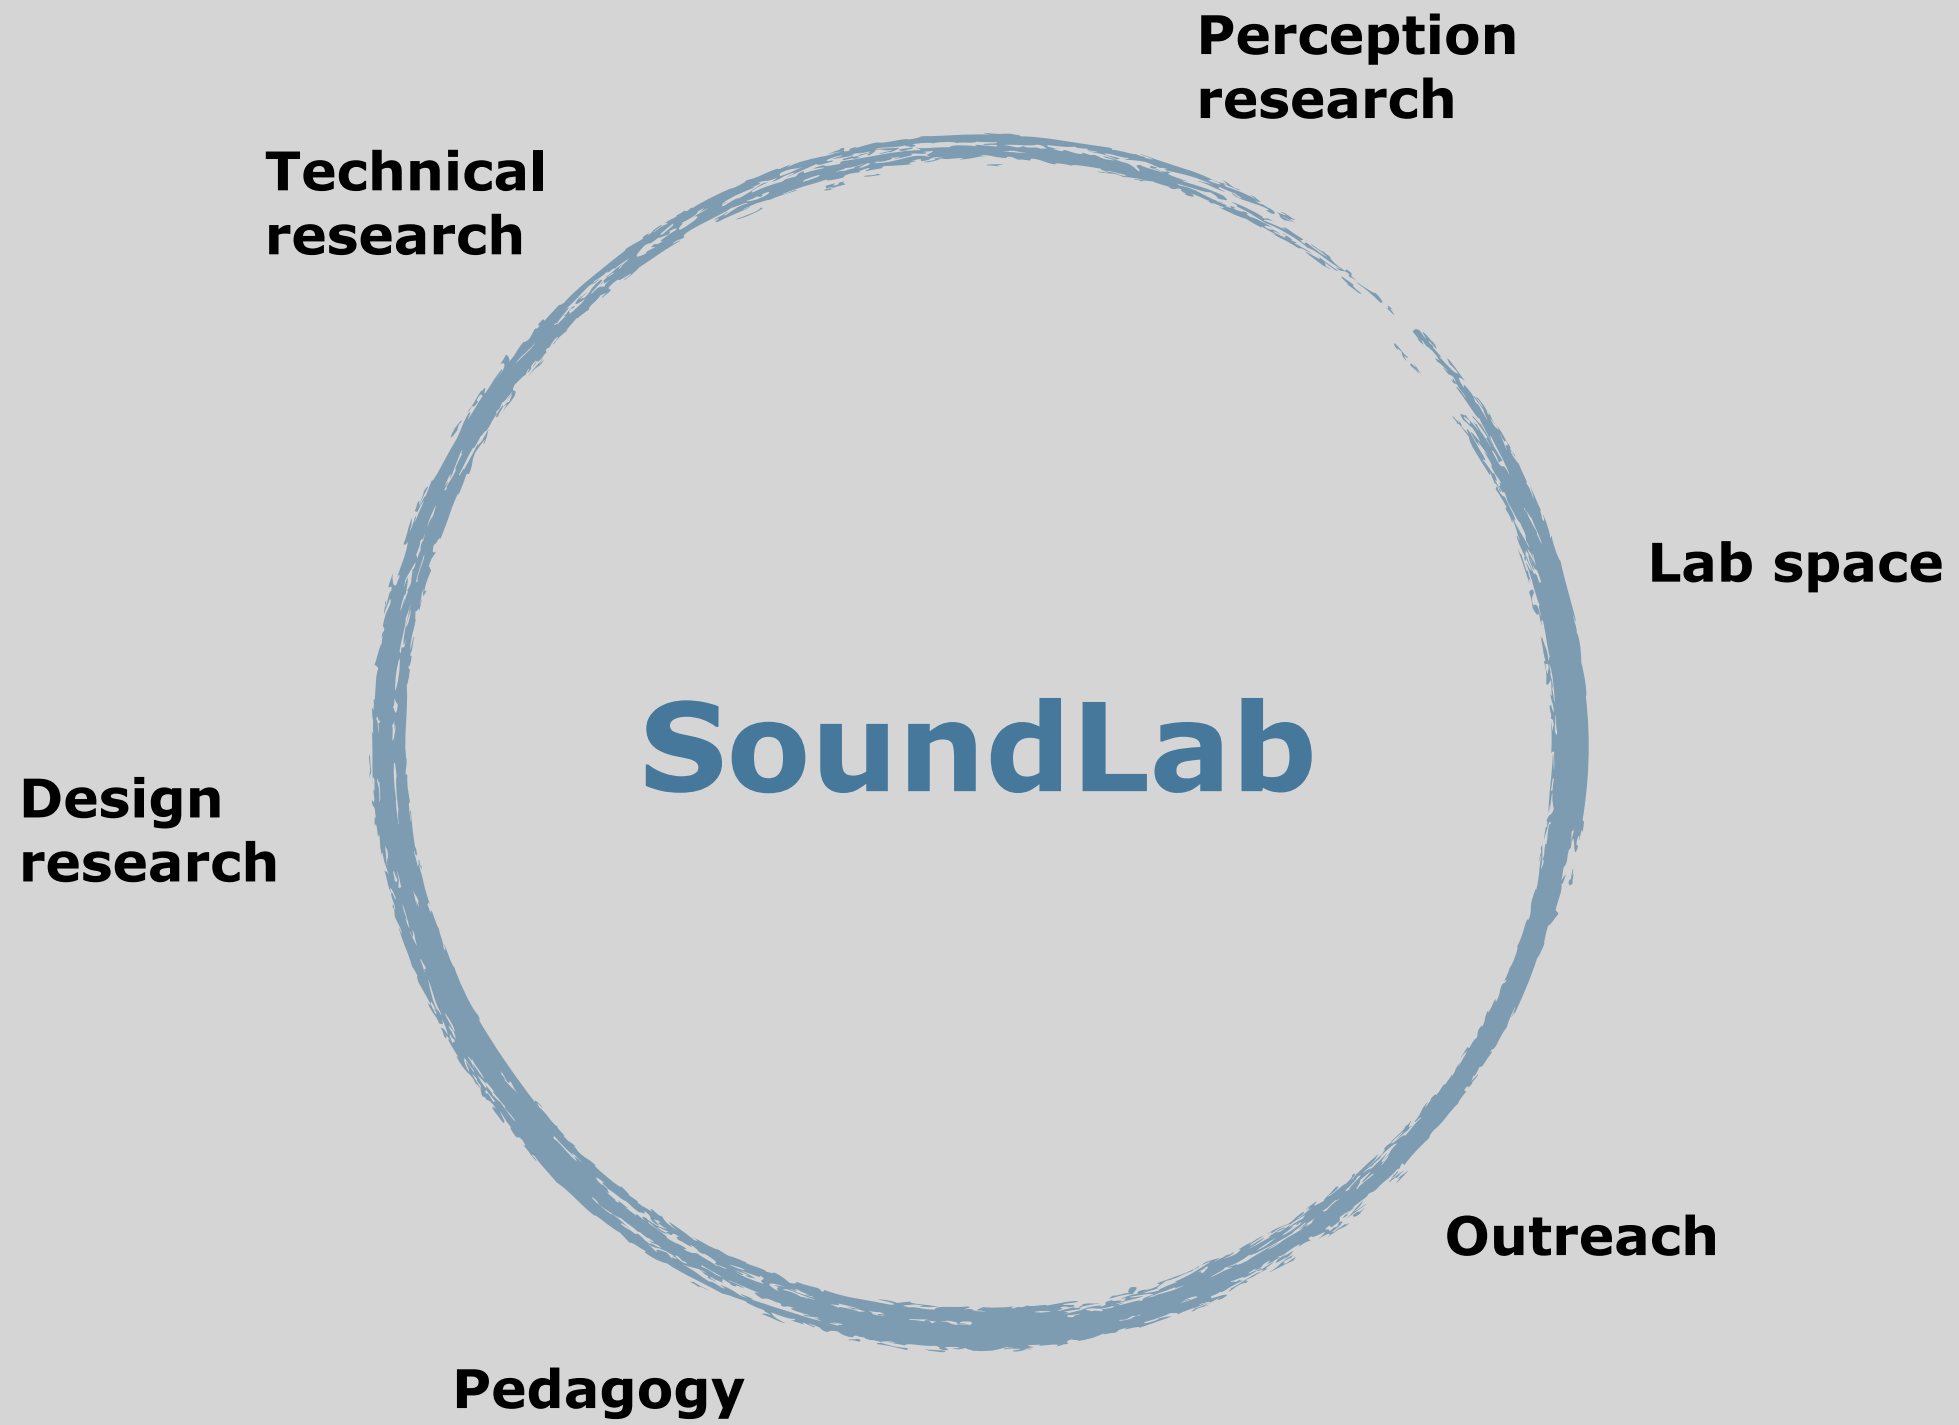 Perception
research
Technical
research
Lab space
SoundLab
Design
research
Outreach
Pedagogy